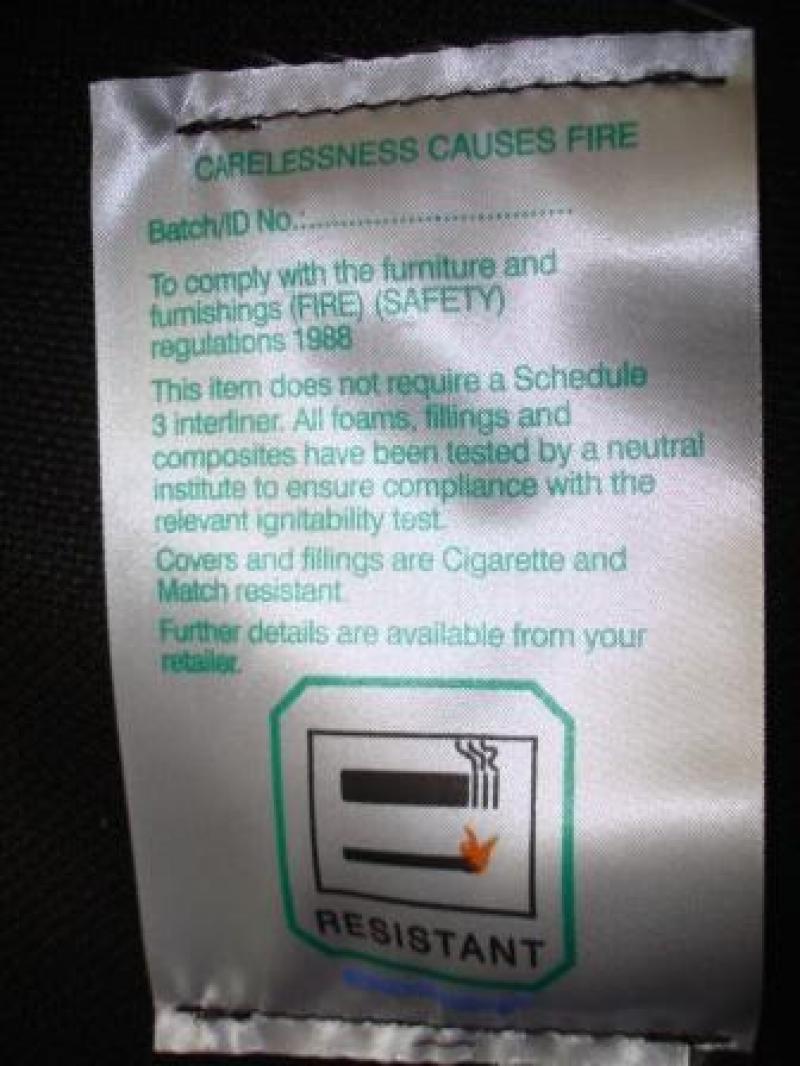 CARELESSNESS CAUSES FIRE
Batch/ID No.:................................
To comply with the furniture and
furnishings (FIRE) (SAFETY)
regulations 1988
This item does not require a Schedule
3 interliner. All foams, fillings and
composites have been tested by a neutral
institute to ensure compliance with the
relevant ignitability test.
Covers and fillings are Cigarette and
Match resistant
Further details are available from your
retailer.
RESISTANT